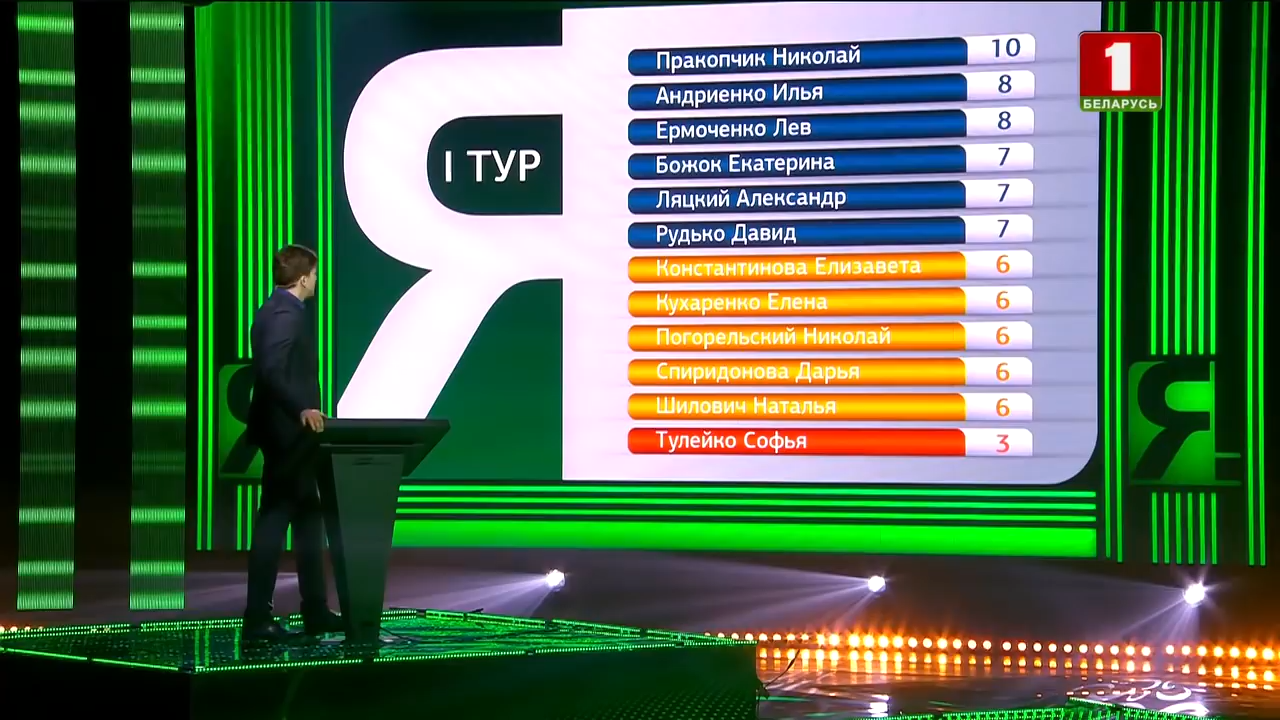 Я
I ТУР
Пракопчик Николай 10
Андриенко Илья 8
Ермоченко Лев 8
Божок Екатерина 7
Ляцкий Александр 7
Рудько Давид 7
Константинова Елизавета 6
Кухаренко Елена 6
Погорельский Николай 6
Спиридонова Дарья 6
Шилович Наталья 6
Тулейко Софья 3
1
БЕЛАРУСЬ
Я
Я